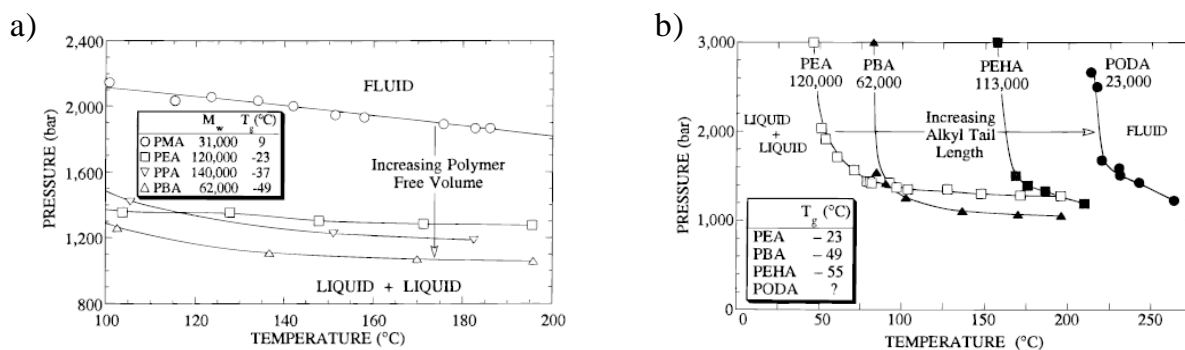 a)
2,400
2,000
1,600
1,200
800
PRESSURE (bar)
FLUID
M_w T_g (°C)
PMA 31,000 9
PEA 120,000 -23
PPA 140,000 -37
PBA 62,000 -49
Increasing Polymer
Free Volume
LIQUID + LIQUID
100 120 140 160 180 200
TEMPERATURE (°C)
b)
3,000
2,000
1,000
0
PRESSURE (bar)
PEA PBA PEHA PODA
120,000 62,000 113,000 23,000
LIQUID
+
LIQUID
Increasing
Alkyl Tail
Length
FLUID
T_g (°C)
PEA – 23
PBA – 49
PEHA – 55
PODA ?
0 50 100 150 200 250
TEMPERATURE (°C)